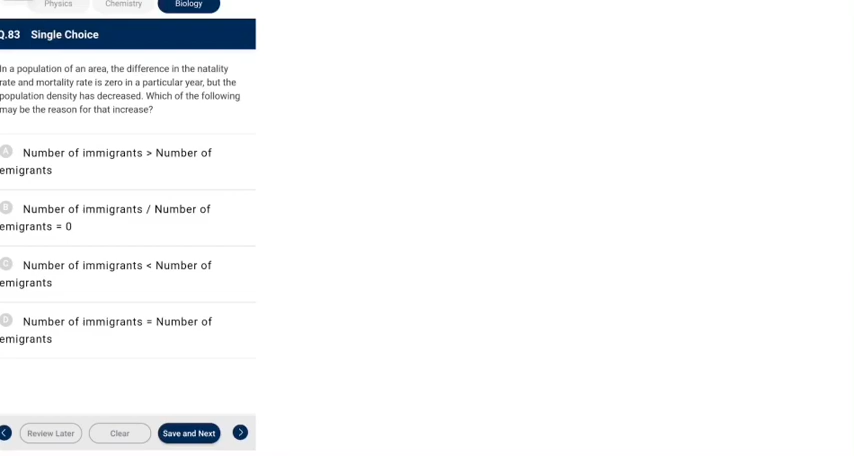 Physics Chemistry Biology
Q.83 Single Choice
In a population of an area, the difference in the natality
rate and mortality rate is zero in a particular year, but the
population density has decreased. Which of the following
may be the reason for that increase?
A Number of immigrants > Number of
emigrants
B Number of immigrants / Number of
emigrants = 0
C Number of immigrants < Number of
emigrants
D Number of immigrants = Number of
emigrants
Review Later Clear Save and Next